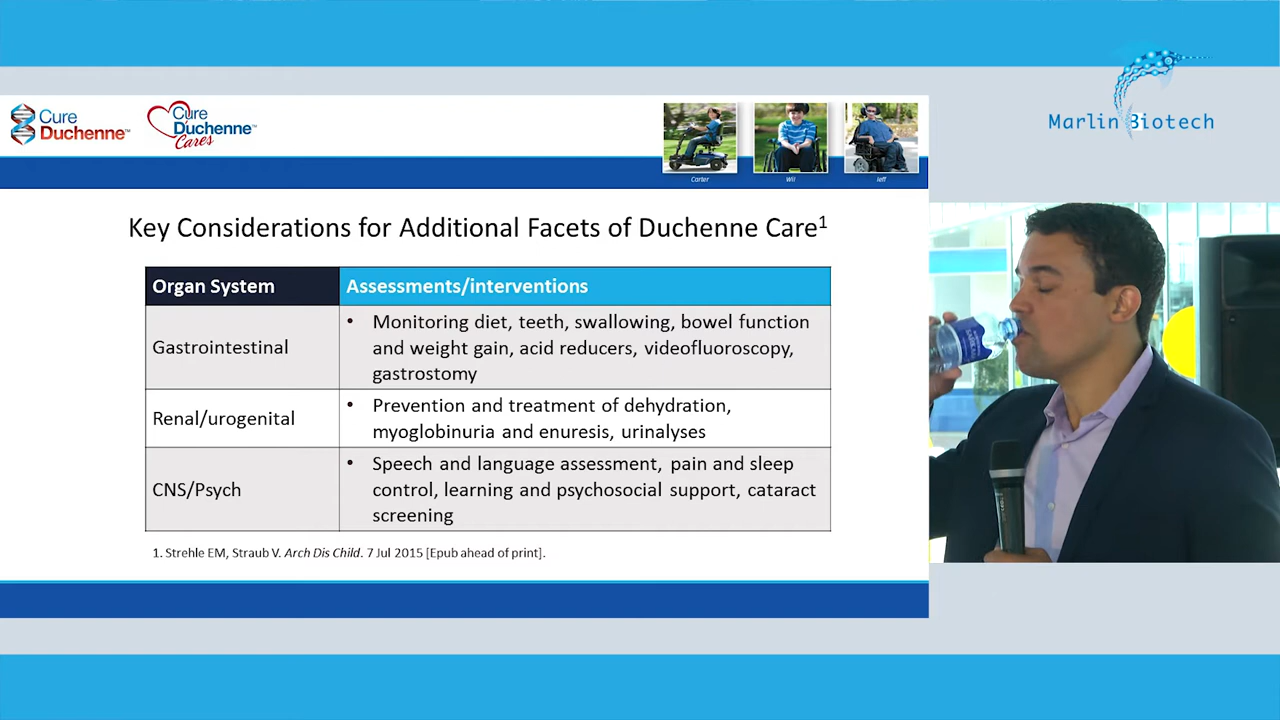 Cure
Duchenne™
Cure
Duchenne™
Cares
Carter
Wil
Jeff
Marlin Biotech
Key Considerations for Additional Facets of Duchenne Care1
Organ System
Assessments/interventions
Gastrointestinal
• Monitoring diet, teeth, swallowing, bowel function
and weight gain, acid reducers, videofluoroscopy,
gastrostomy
Renal/urogenital
• Prevention and treatment of dehydration,
myoglobinuria and enuresis, urinalyses
CNS/Psych
• Speech and language assessment, pain and sleep
control, learning and psychosocial support, cataract
screening
1. Strehle EM, Straub V. Arch Dis Child. 7 Jul 2015 [Epub ahead of print].